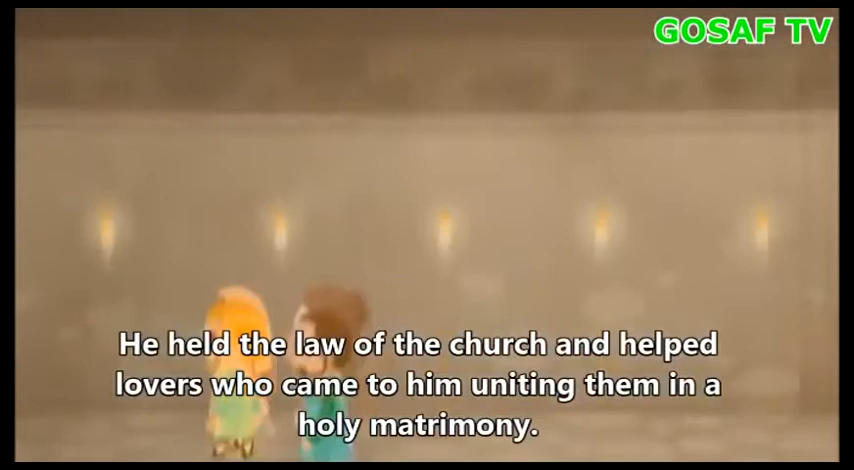 GOSAF TV
He held the law of the church and helped
lovers who came to him uniting them in a
holy matrimony.